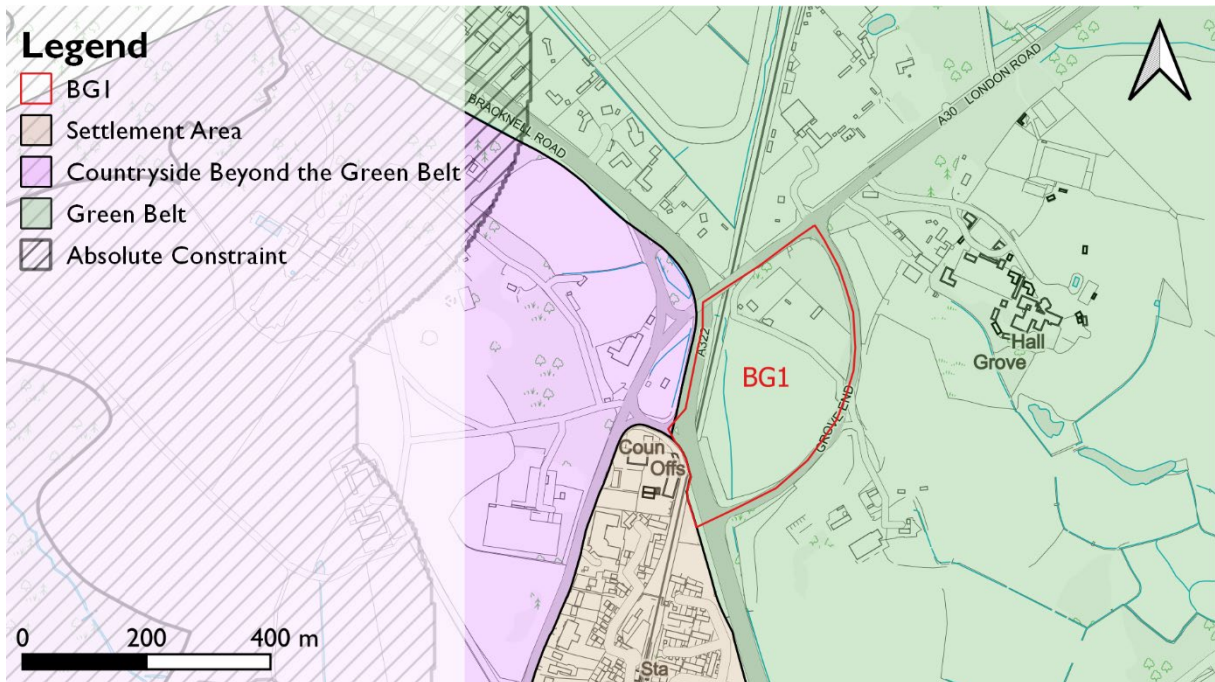 Legend
BG1
Settlement Area
Countryside Beyond the Green Belt
Green Belt
Absolute Constraint
BRACKNELL ROAD
A30 LONDON ROAD
A322
BG1
GROVE END
Hall
Grove
Coun
Offs
Sta
0 200 400 m